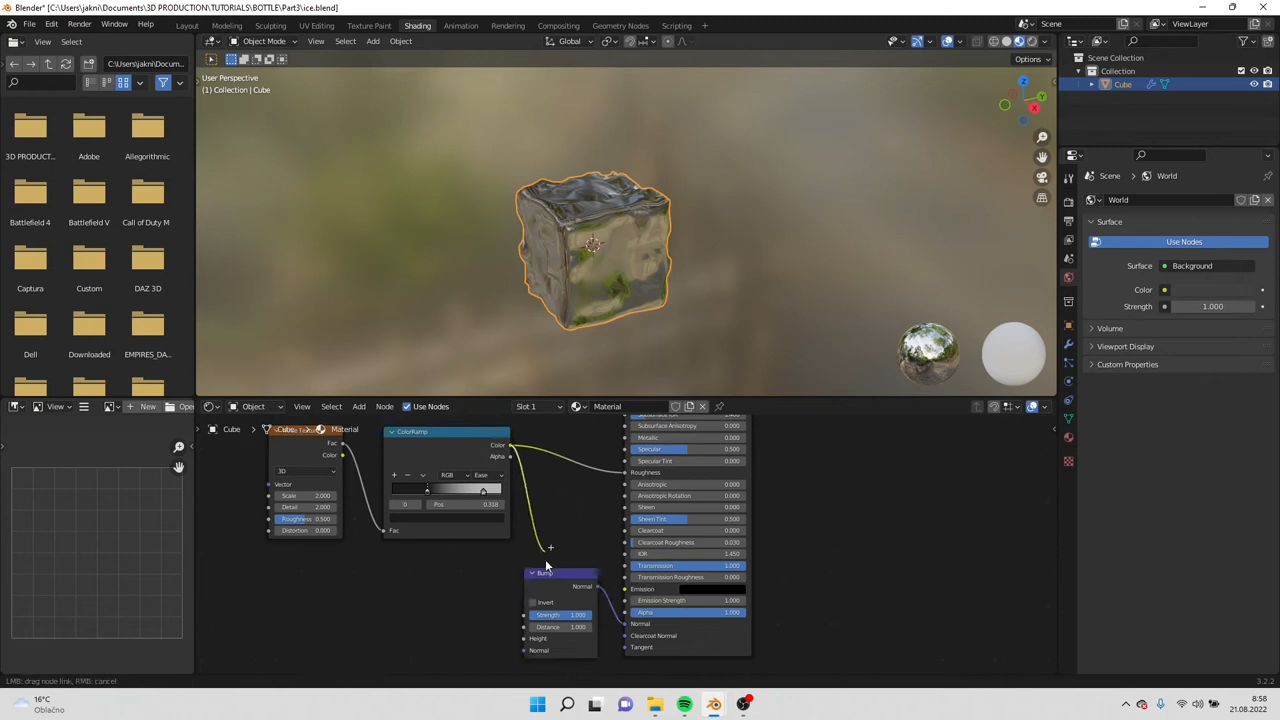 Blender* [C:\Users\jakni\Documents\3D PRODUCTION\TUTORIALS\BOTTLE\Part3\ice.blend]
File Edit Render Window Help Layout Modeling Sculpting UV Editing Texture Paint Shading Animation Rendering Compositing Geometry Nodes Scripting + Scene ViewLayer
View Select
Object Mode View Select Add Object Global
C:\Users\jakni\Docum...
Options
User Perspective
(1) Collection | Cube
Z
Y
X
Scene Collection
Collection
Cube
3D PRODUCT...
Adobe
Allegorithmic
Battlefield 4
Battlefield V
Call of Duty M
Captura
Custom
DAZ 3D
Dell
Downloaded
EMPIRES_DA...
Scene > World
World
Surface
Use Nodes
Surface Background
Color
Strength 1.000
Volume
Viewport Display
Custom Properties
View + New Open
Object View Select Add Node Use Nodes Slot 1 Material
Cube > Cube > Material
Fac
Color
3D
Vector
Scale 2.000
Detail 2.000
Roughness 0.500
Distortion 0.000
ColorRamp
Color
Alpha
+ − RGB Ease
0 Pos 0.318
Fac
Bump
Normal
Invert
Strength 1.000
Distance 1.000
Height
Normal
Subsurface Anisotropy 0.000
Metallic 0.000
Specular 0.500
Specular Tint 0.000
Roughness
Anisotropic 0.000
Anisotropic Rotation 0.000
Sheen 0.000
Sheen Tint 0.500
Clearcoat 0.000
Clearcoat Roughness 0.030
IOR 1.450
Transmission 1.000
Transmission Roughness 0.000
Emission
Emission Strength 1.000
Alpha 1.000
Normal
Clearcoat Normal
Tangent
LMB: drag node link, RMB: cancel
3.2.2
16°C
Oblačno
8:58
21.08.2022